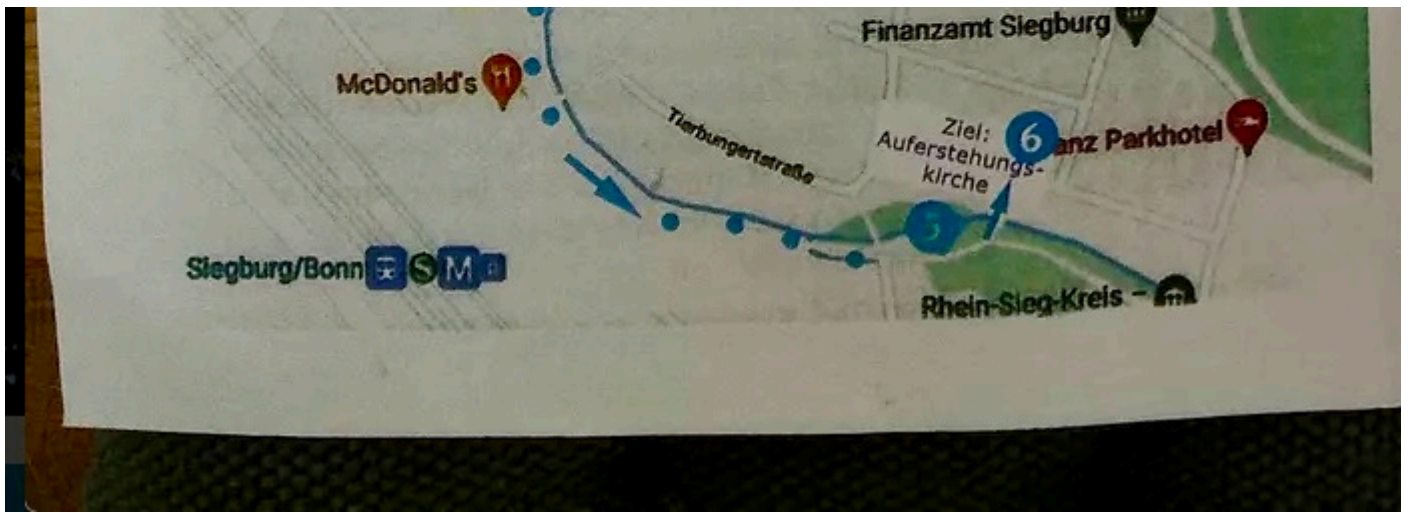 Finanzamt Siegburg
McDonald's
Tierbungertstraße
Ziel:
Auferstehungs-
kirche
6
anz Parkhotel
5
Siegburg/Bonn S M
Rhein-Sieg-Kreis –